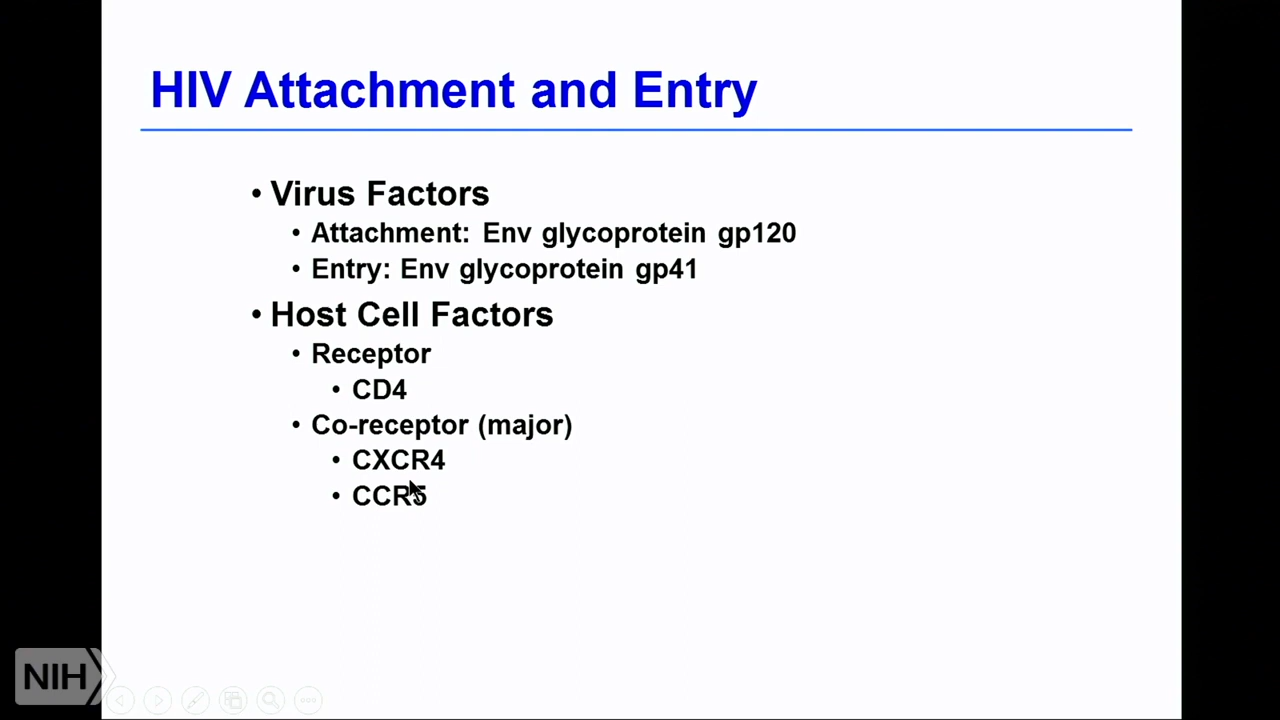 HIV Attachment and Entry
• Virus Factors
• Attachment: Env glycoprotein gp120
• Entry: Env glycoprotein gp41
• Host Cell Factors
• Receptor
• CD4
• Co-receptor (major)
• CXCR4
• CCR5
NIH